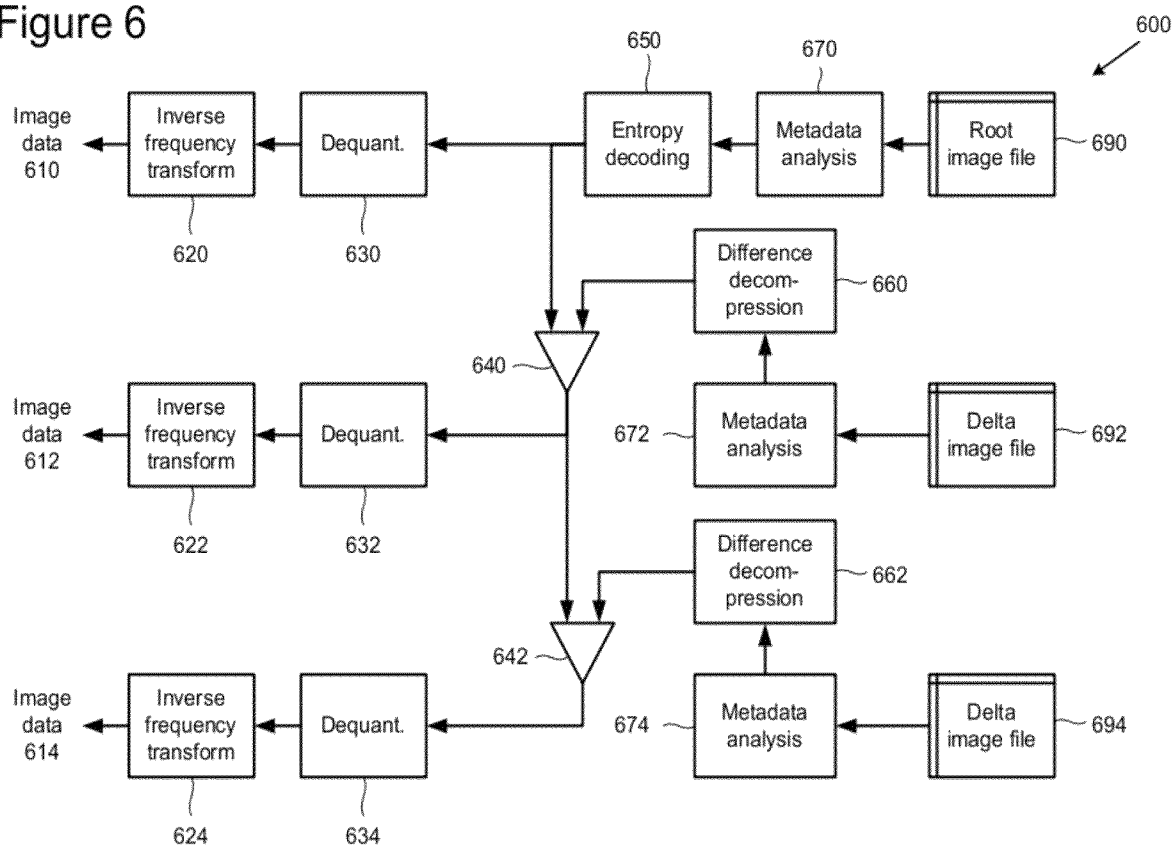 Figure 6
600
650
670
Image
data
610
Inverse
frequency
transform
Dequant.
Entropy
decoding
Metadata
analysis
Root
image file
690
620
630
Difference
decom-
pression
660
640
Image
data
612
Inverse
frequency
transform
Dequant.
672
Metadata
analysis
Delta
image file
692
622
632
Difference
decom-
pression
662
642
Image
data
614
Inverse
frequency
transform
Dequant.
674
Metadata
analysis
Delta
image file
694
624
634